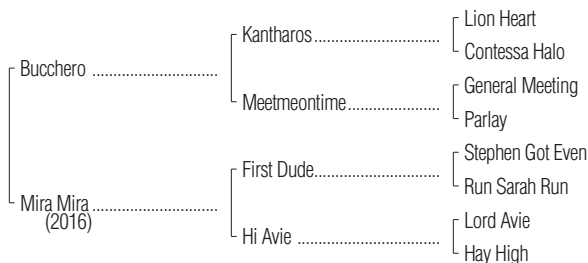 Lion Heart
Kantharos
Contessa Halo
Bucchero
General Meeting
Meetmeontime
Parlay
Stephen Got Even
First Dude
Run Sarah Run
Mira Mira
(2016)
Lord Avie
Hi Avie
Hay High